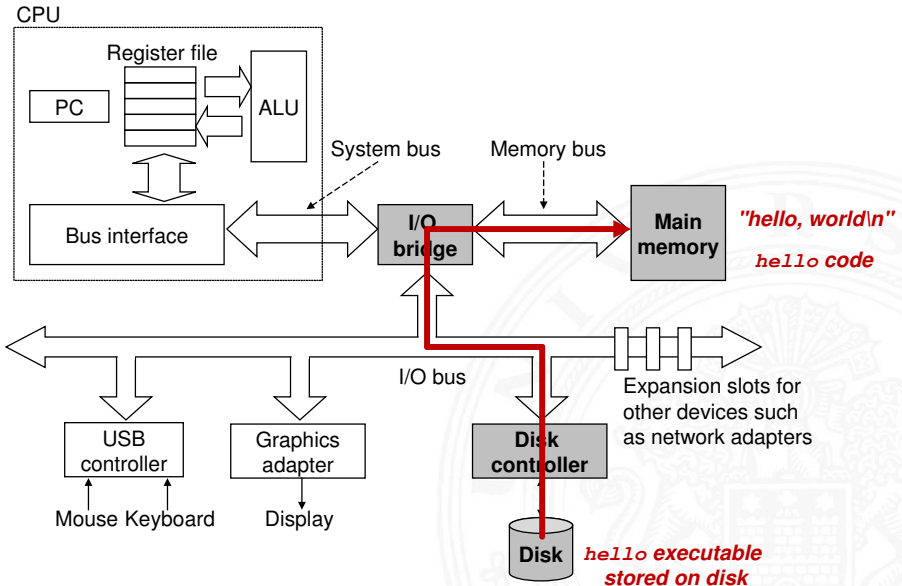 CPU
Register file
PC
ALU
System bus
Memory bus
Bus interface
I/O
bridge
Main
memory
"hello, world\n"
hello code
I/O bus
Expansion slots for
other devices such
as network adapters
USB
controller
Graphics
adapter
Disk
controller
Mouse Keyboard
Display
Disk
hello executable
stored on disk